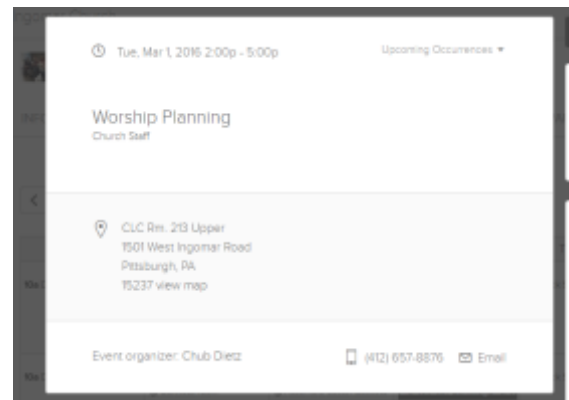 Tue, Mar 1, 2016 2:00p - 5:00p
Upcoming Occurrences
Worship Planning
Church Staff
CLC Rm. 213 Upper
1501 West Ingomar Road
Pittsburgh, PA
15237 view map
Event organizer: Chub Dietz
(412) 657-8876
Email